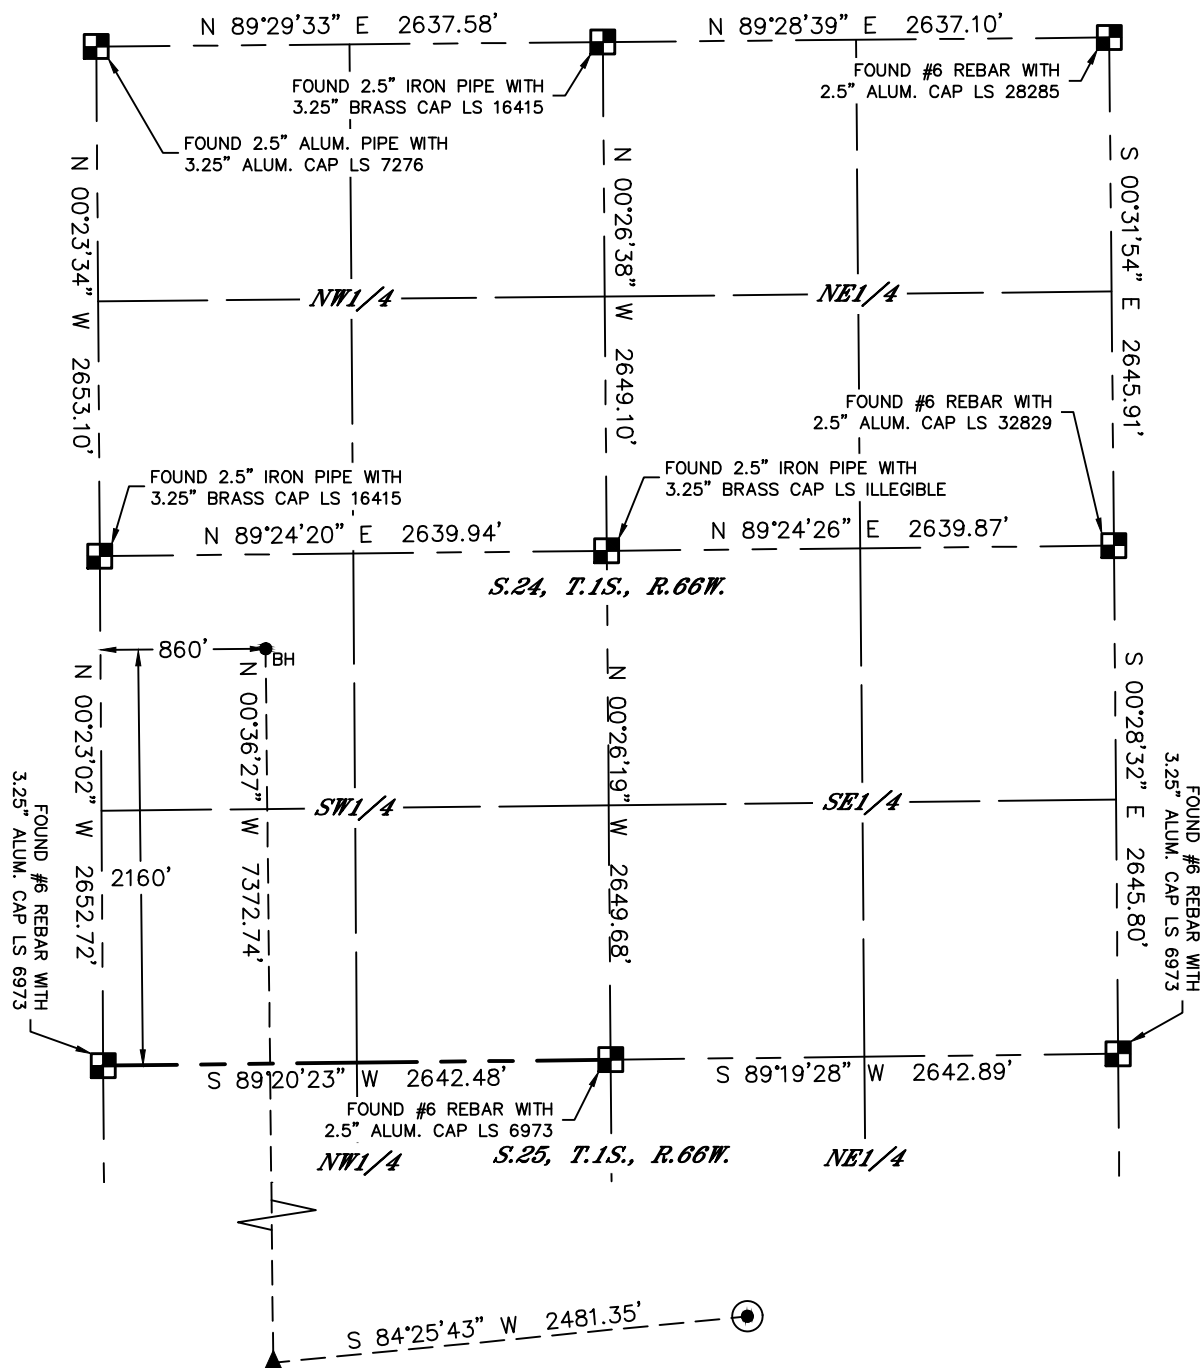 N 89°29'33" E 2637.58'
N 89°28'39" E 2637.10'
FOUND 2.5" IRON PIPE WITH
3.25" BRASS CAP LS 16415
FOUND #6 REBAR WITH
2.5" ALUM. CAP LS 28285
FOUND 2.5" ALUM. PIPE WITH
3.25" ALUM. CAP LS 7276
N 00°23'34" W 2653.10'
N 00°26'38" W 2649.10'
S 00°31'54" E 2645.91'
NW1/4
NE1/4
FOUND #6 REBAR WITH
2.5" ALUM. CAP LS 32829
FOUND 2.5" IRON PIPE WITH
3.25" BRASS CAP LS 16415
FOUND 2.5" IRON PIPE WITH
3.25" BRASS CAP LS ILLEGIBLE
N 89°24'20" E 2639.94'
N 89°24'26" E 2639.87'
S.24, T.1S., R.66W.
860'
BH
N 00°23'02" W 2652.72'
N 00°36'27" W 7372.74'
N 00°26'19" W 2649.68'
S 00°28'32" E 2645.80'
2160'
SW1/4
SE1/4
FOUND #6 REBAR WITH
3.25" ALUM. CAP LS 6973
FOUND #6 REBAR WITH
3.25" ALUM. CAP LS 6973
S 89°20'23" W 2642.48'
S 89°19'28" W 2642.89'
FOUND #6 REBAR WITH
2.5" ALUM. CAP LS 6973
NW1/4
S.25, T.1S., R.66W.
NE1/4
S 84°25'43" W 2481.35'